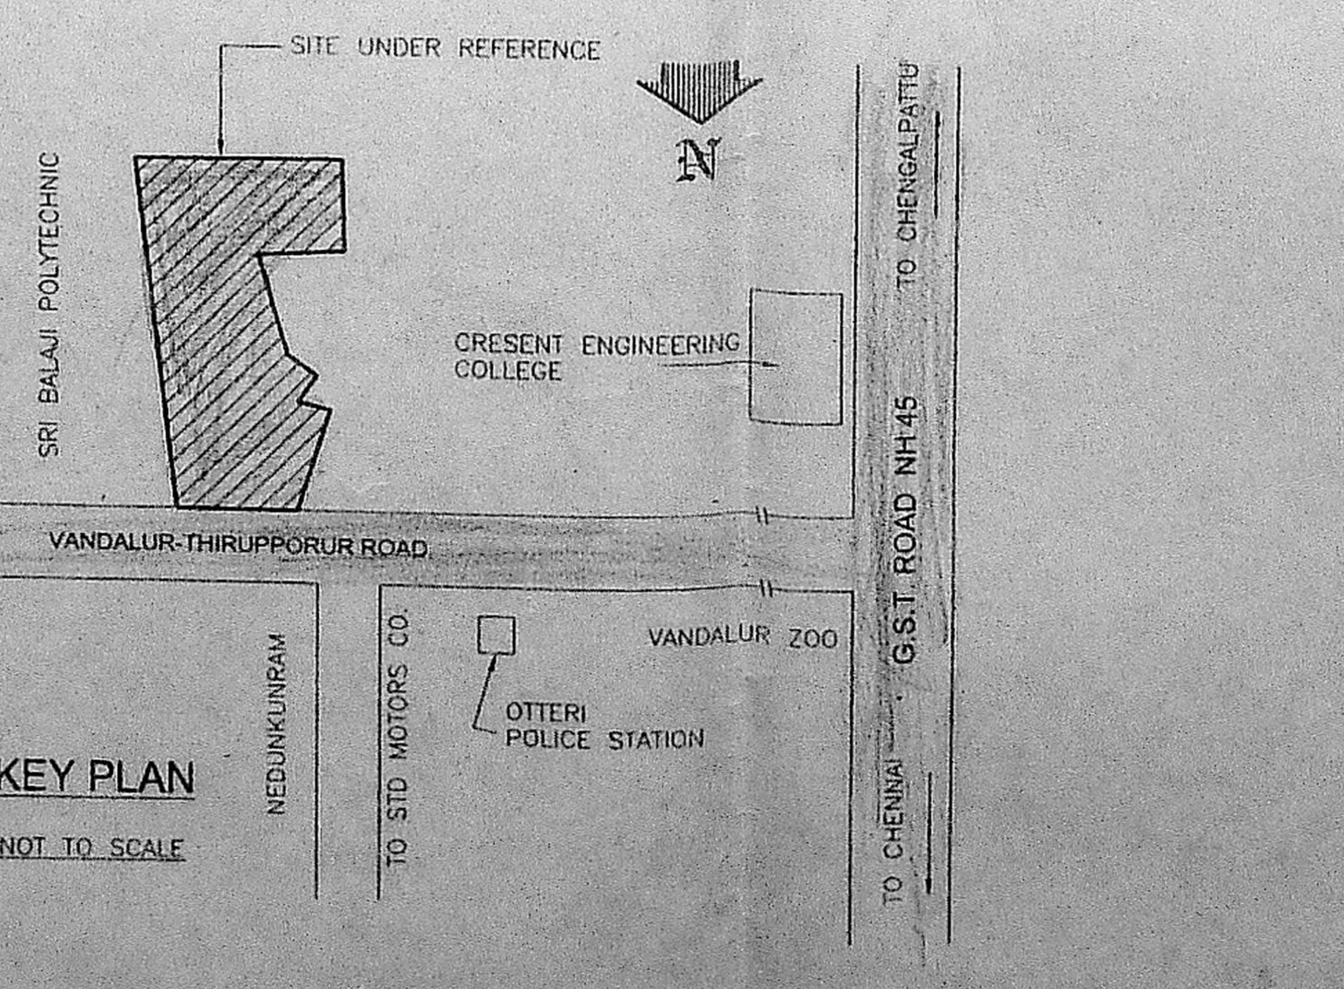 SITE UNDER REFERENCE
N
SRI BALAJI POLYTECHNIC
TO CHENGALPATTU
CRESENT ENGINEERING
COLLEGE
G.S.T. ROAD NH 45
VANDALUR-THIRUPPORUR ROAD
VANDALUR ZOO
NEDUNKUNRAM
TO STD MOTORS CO.
OTTERI
POLICE STATION
TO CHENNAI
KEY PLAN
NOT TO SCALE